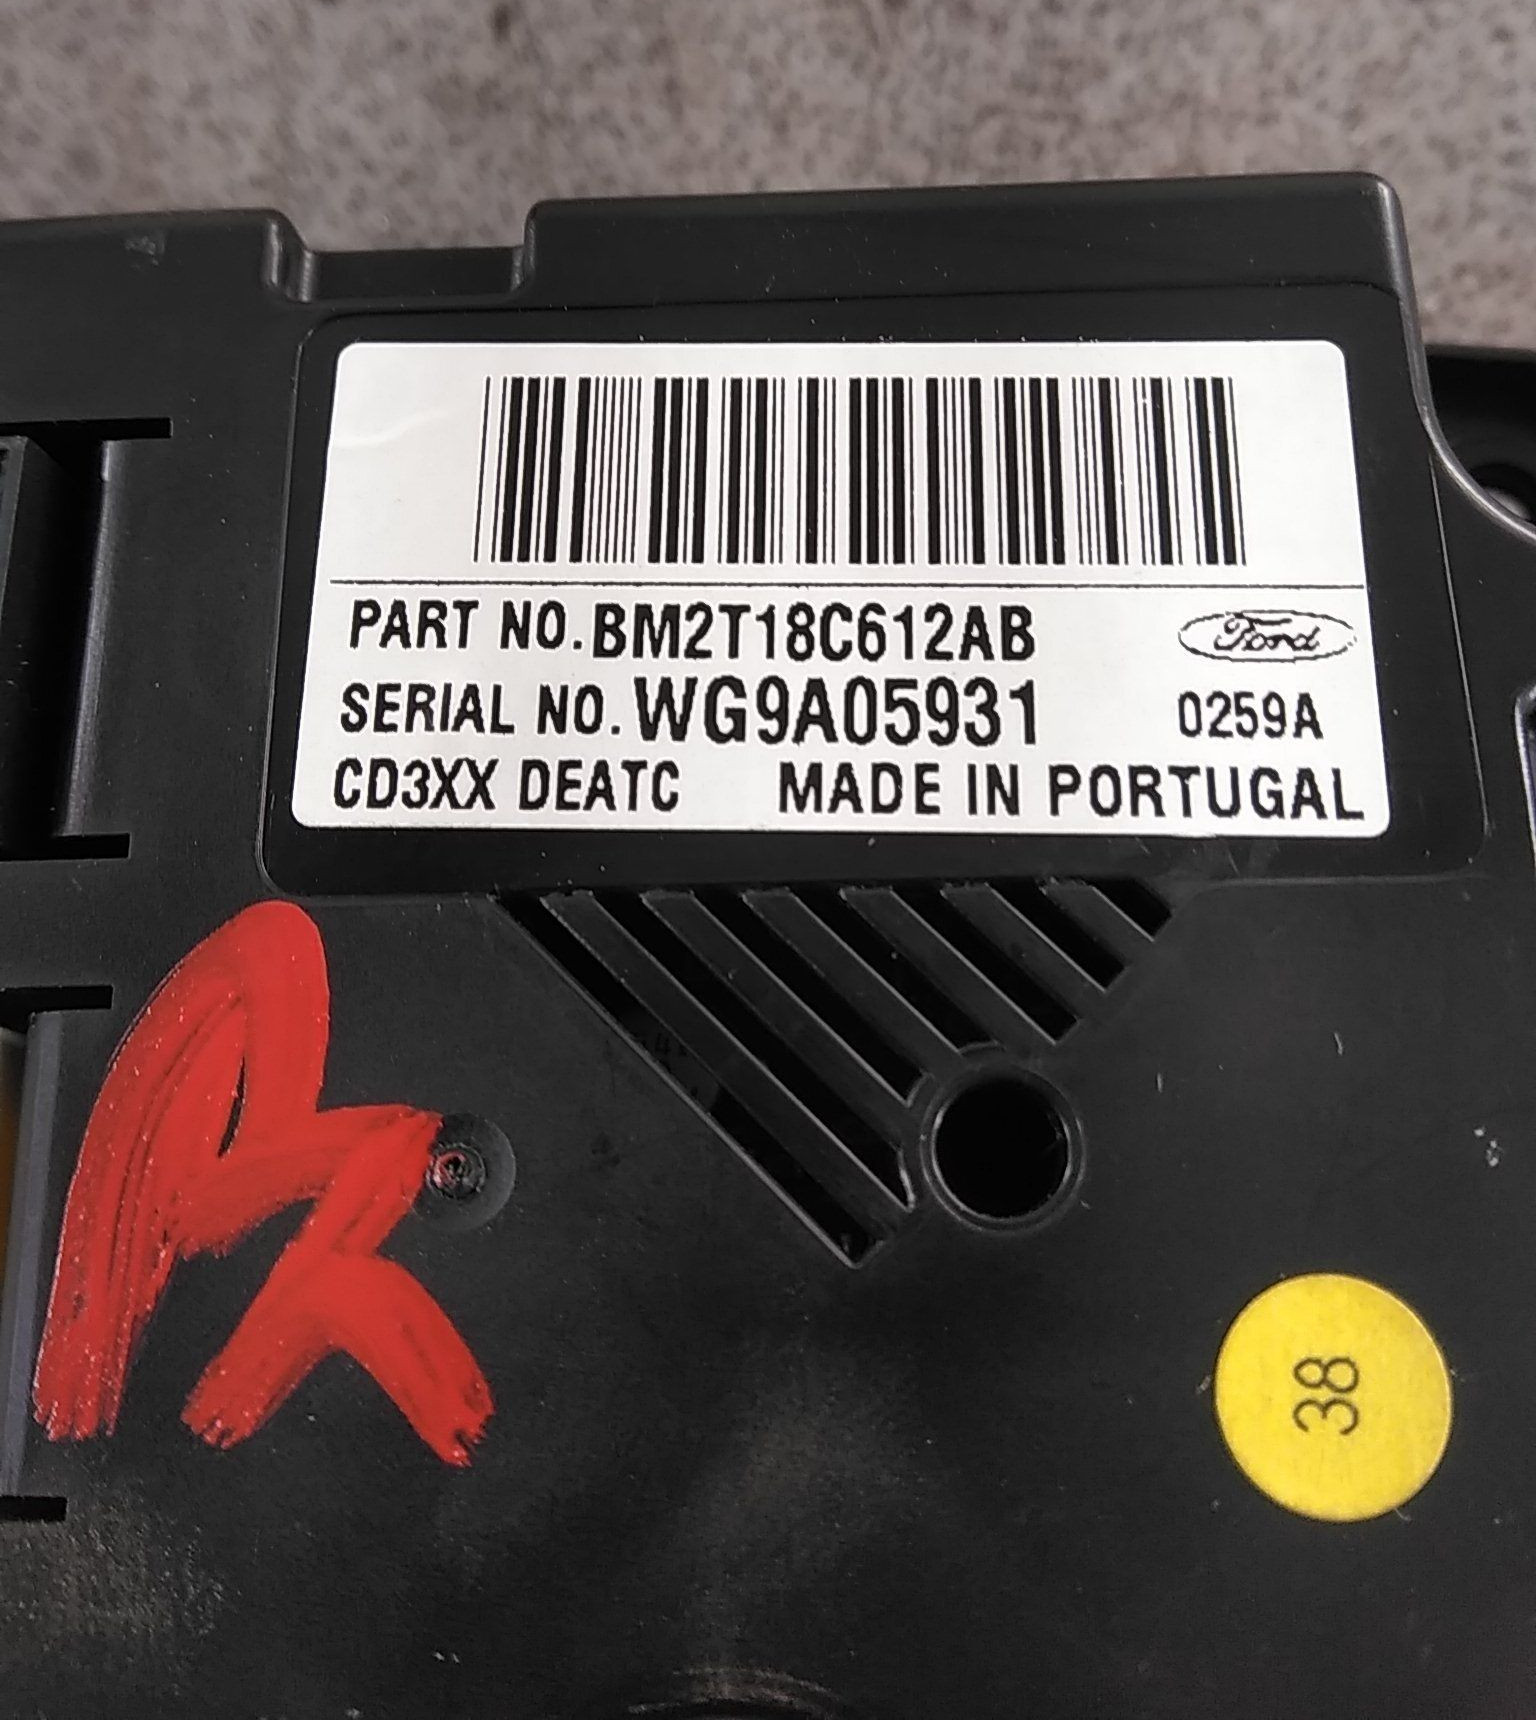 PART NO. BM2T18C612AB Ford
SERIAL NO. WG9A05931 0259A
CD3XX DEATC MADE IN PORTUGAL
38